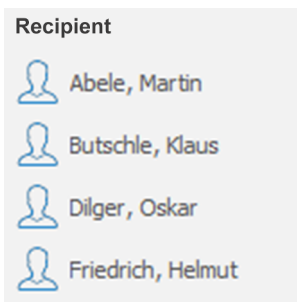 Recipient
Abele, Martin
Butschle, Klaus
Dilger, Oskar
Friedrich, Helmut